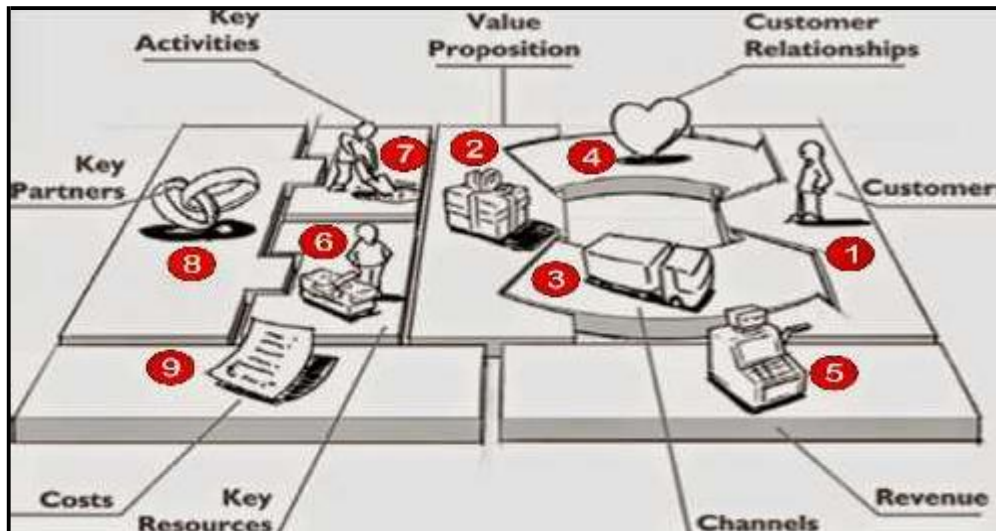 Key
Activities
Value
Proposition
Customer
Relationships
7
2
4
Key
Partners
Customer
6
1
8
3
9
5
Costs
Key
Resources
Channels
Revenue